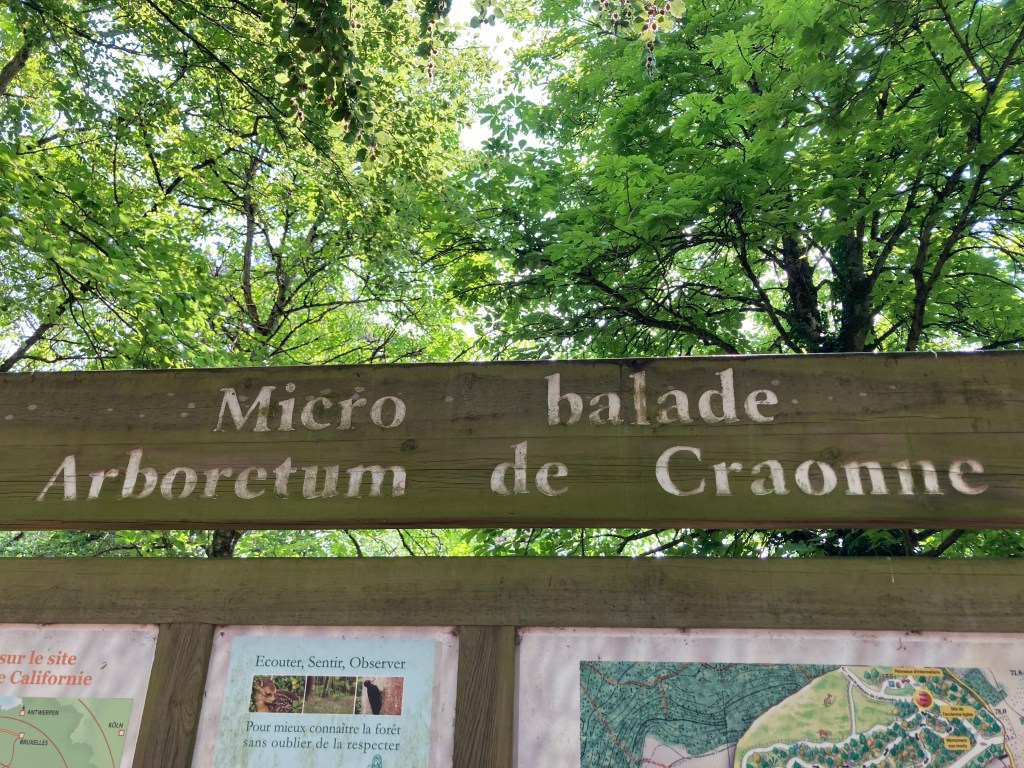 Micro balade
Arboretum de Craonne
sur le site
e Californie
ANTWERPEN
KÖLN
BRUXELLES
Ecouter, Sentir, Observer
Pour mieux connaître la forêt
sans oublier de la respecter